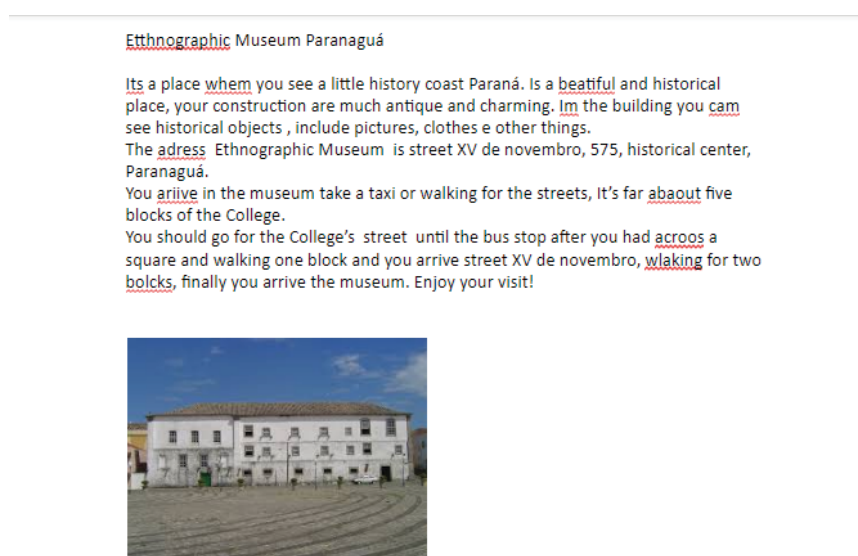 Etthnographic Museum Paranaguá
Its a place whem you see a little history coast Paraná. Is a beatiful and historical
place, your construction are much antique and charming. Im the building you cam
see historical objects , include pictures, clothes e other things.
The adress  Ethnographic Museum  is street XV de novembro, 575, historical center,
Paranaguá.
You ariive in the museum take a taxi or walking for the streets, It’s far abaout five
blocks of the College.
You should go for the College’s  street  until the bus stop after you had acroos a
square and walking one block and you arrive street XV de novembro, wlaking for two
bolcks, finally you arrive the museum. Enjoy your visit!